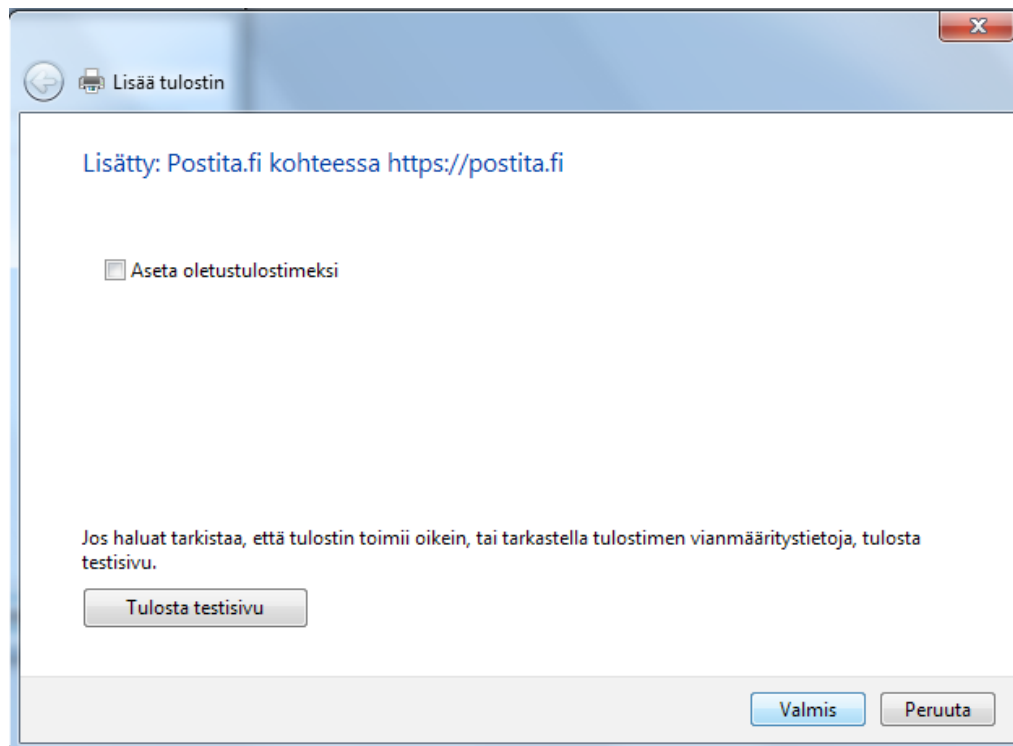 Lisää tulostin
Lisätty: Postita.fi kohteessa https://postita.fi
Aseta oletustulostimeksi
Jos haluat tarkistaa, että tulostin toimii oikein, tai tarkastella tulostimen vianmääritystietoja, tulosta
testisivu.
Tulosta testisivu
Valmis
Peruuta